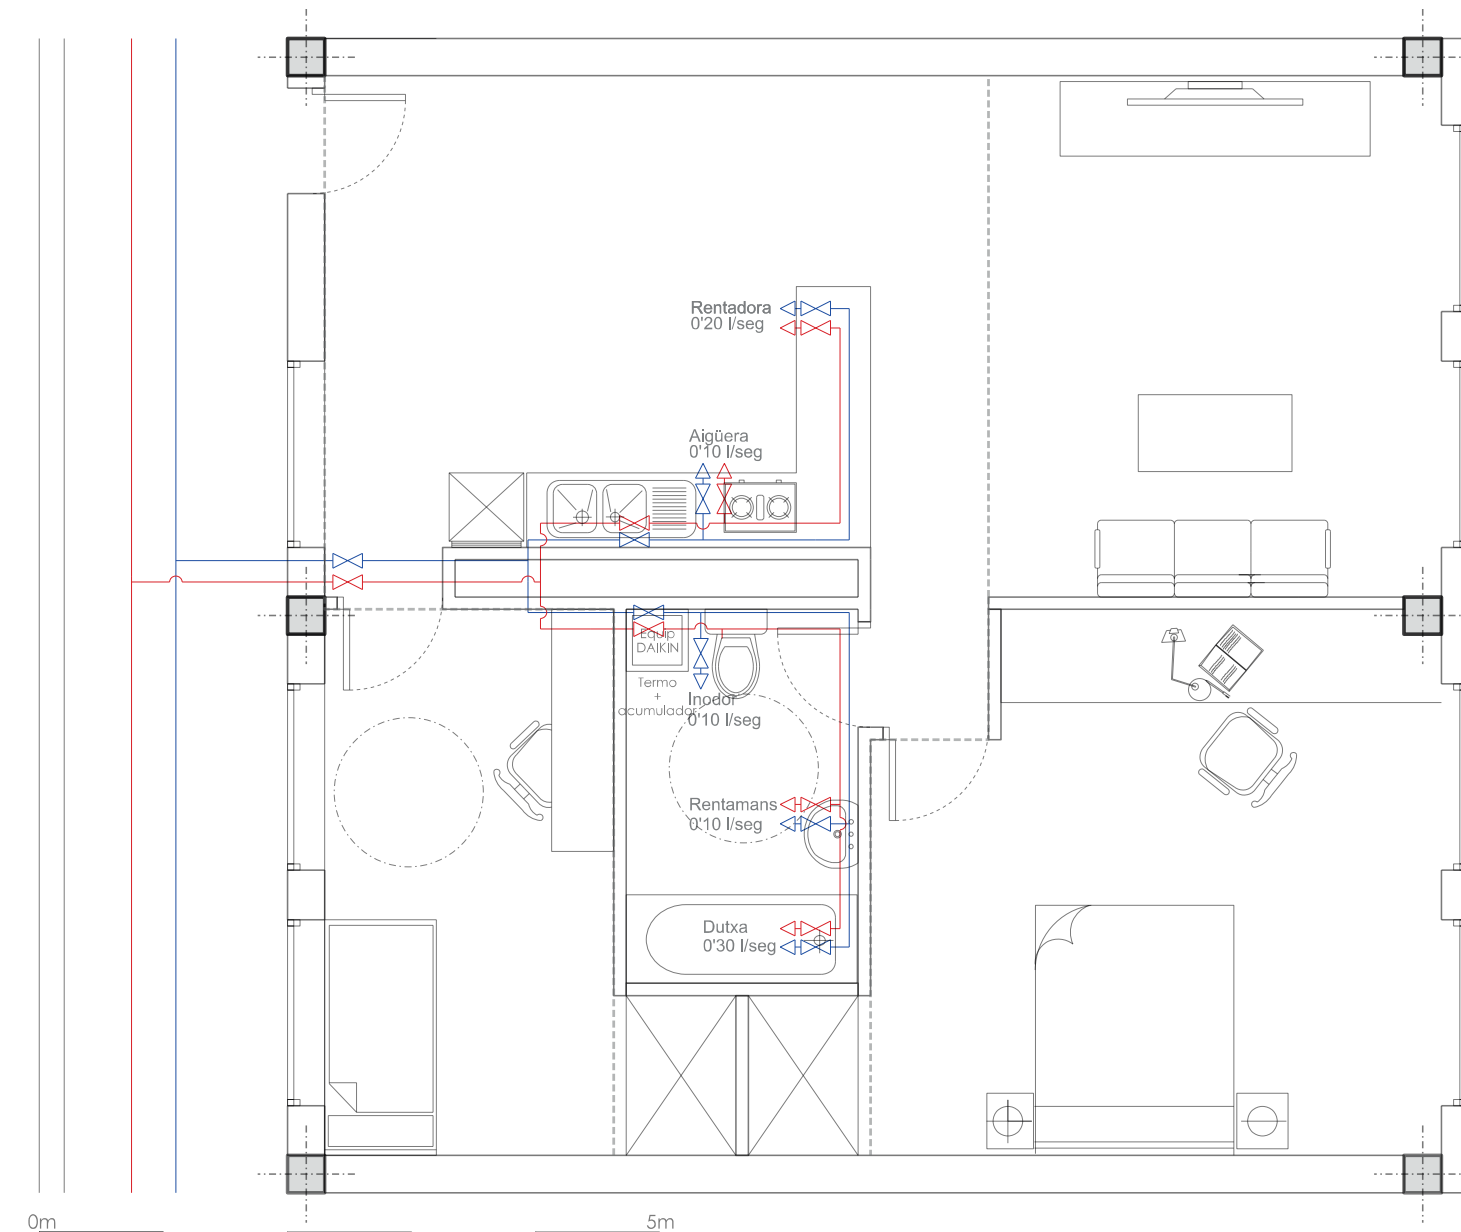 Rentadora
0'20 l/seg
Aigüera
0'10 l/seg
Equip
DAIKIN
Termo
+
acumulador
Inodor
0'10 l/seg
Rentamans
0'10 l/seg
Dutxa
0'30 l/seg
0m
5m